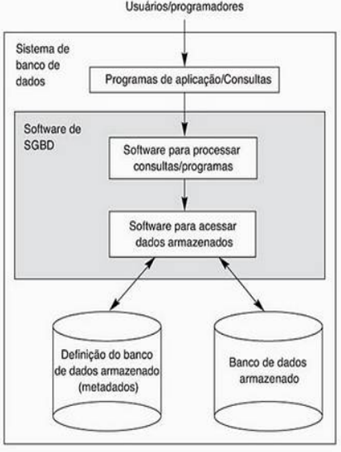 Usuários/programadores
Sistema de
banco de
dados
Programas de aplicação/Consultas
Software de
SGBD
Software para processar
consultas/programas
Software para acessar
dados armazenados
Definição do banco
de dados armazenado
(metadados)
Banco de dados
armazenado